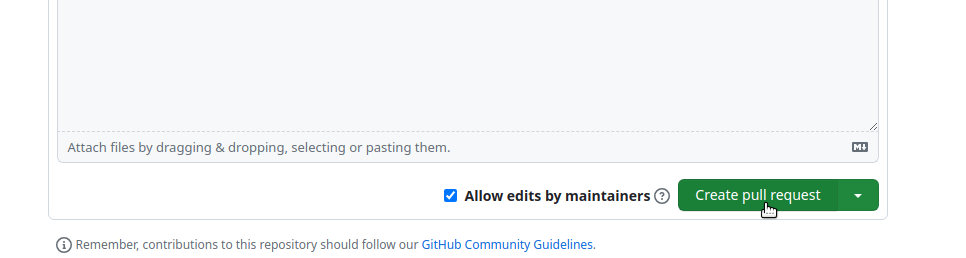 Attach files by dragging & dropping, selecting or pasting them.
Allow edits by maintainers
Create pull request
Remember, contributions to this repository should follow our GitHub Community Guidelines.